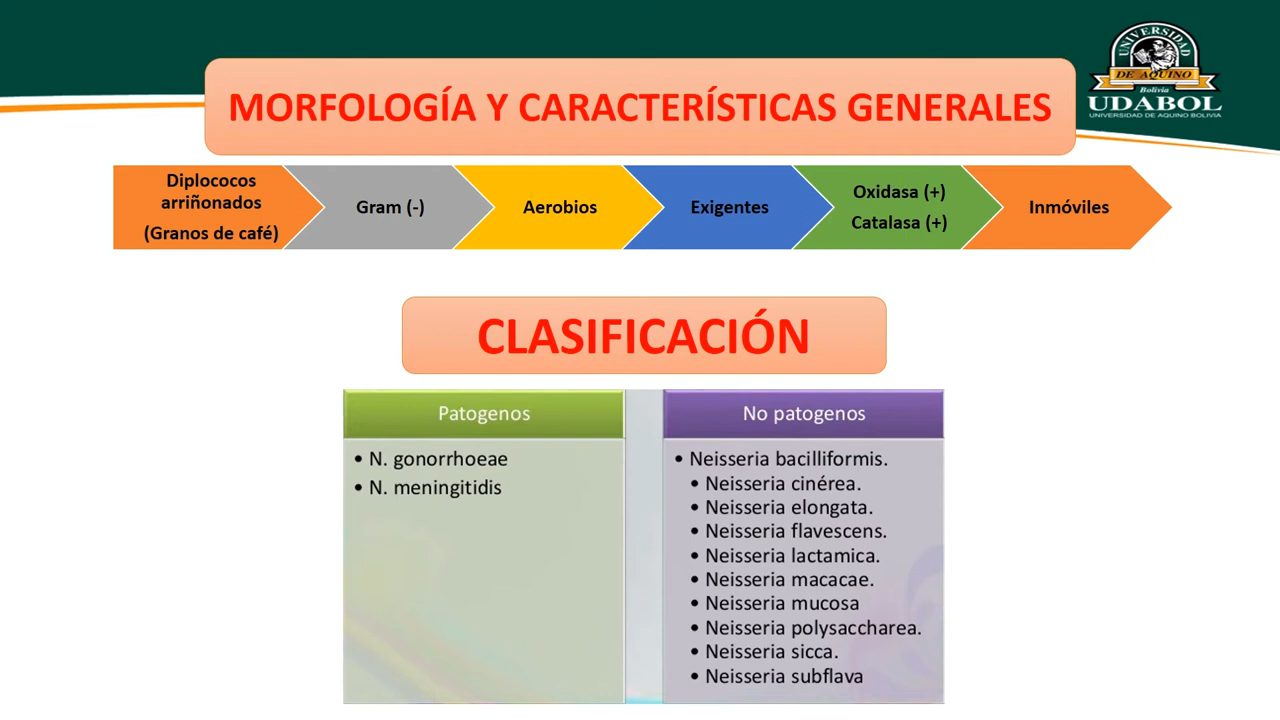 UNIVERSIDAD
DE AQUINO
Bolivia
UDABOL
UNIVERSIDAD DE AQUINO BOLIVIA
MORFOLOGÍA Y CARACTERÍSTICAS GENERALES
Diplococos
arriñonados
(Granos de café)
Gram (-)
Aerobios
Exigentes
Oxidasa (+)
Catalasa (+)
Inmóviles
CLASIFICACIÓN
Patogenos
• N. gonorrhoeae
• N. meningitidis
No patogenos
• Neisseria bacilliformis.
• Neisseria cinérea.
• Neisseria elongata.
• Neisseria flavescens.
• Neisseria lactamica.
• Neisseria macacae.
• Neisseria mucosa
• Neisseria polysaccharea.
• Neisseria sicca.
• Neisseria subflava